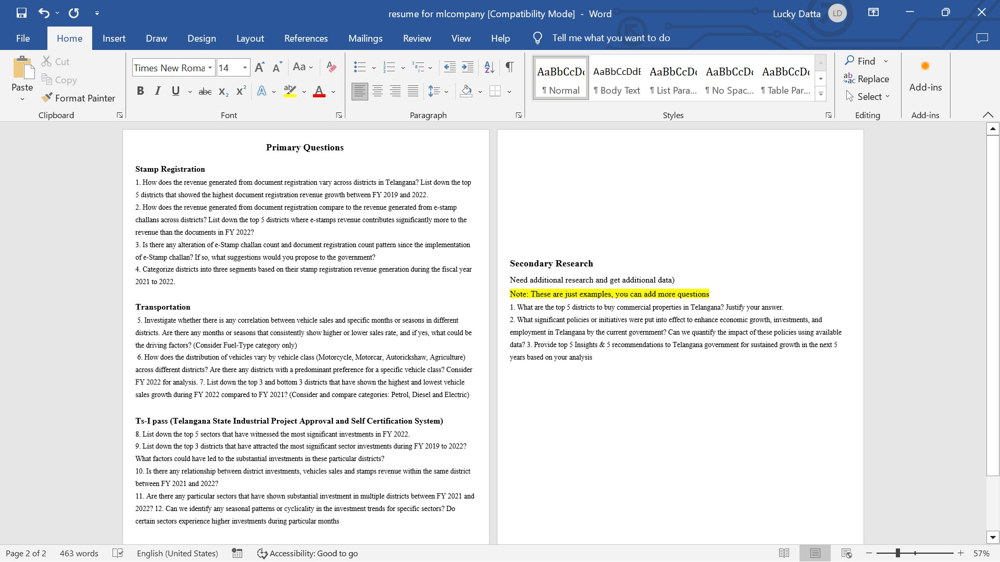 resume for mlcompany [Compatibility Mode] - Word
Lucky Datta LD
File Home Insert Draw Design Layout References Mailings Review View Help Tell me what you want to do
Paste
Cut
Copy
Format Painter
Clipboard
Times New Roma 14
Aa
B I U abc X₂ X²
A ab A
Font
Paragraph
AaBbCcDc AaBbCcDdE AaBbCcDc AaBbCcDc AaBbCcDc
¶ Normal ¶ Body Text ¶ List Para... ¶ No Spac... ¶ Table Par...
Styles
Find
Replace
Select
Editing
Add-ins
Add-ins
Primary Questions
Stamp Registration
1. How does the revenue generated from document registration vary across districts in Telangana? List down the top
5 districts that showed the highest document registration revenue growth between FY 2019 and 2022.
2. How does the revenue generated from document registration compare to the revenue generated from e-stamp
challans across districts? List down the top 5 districts where e-stamps revenue contributes significantly more to the
revenue than the documents in FY 2022?
3. Is there any alteration of e-Stamp challan count and document registration count pattern since the implementation
of e-Stamp challan? If so, what suggestions would you propose to the government?
4. Categorize districts into three segments based on their stamp registration revenue generation during the fiscal year
2021 to 2022.
Transportation
5. Investigate whether there is any correlation between vehicle sales and specific months or seasons in different
districts. Are there any months or seasons that consistently show higher or lower sales rate, and if yes, what could be
the driving factors? (Consider Fuel-Type category only)
6. How does the distribution of vehicles vary by vehicle class (Motorcycle, Motorcar, Autorickshaw, Agriculture)
across different districts? Are there any districts with a predominant preference for a specific vehicle class? Consider
FY 2022 for analysis. 7. List down the top 3 and bottom 3 districts that have shown the highest and lowest vehicle
sales growth during FY 2022 compared to FY 2021? (Consider and compare categories: Petrol, Diesel and Electric)
Ts-I pass (Telangana State Industrial Project Approval and Self Certification System)
8. List down the top 5 sectors that have witnessed the most significant investments in FY 2022.
9. List down the top 3 districts that have attracted the most significant sector investments during FY 2019 to 2022?
What factors could have led to the substantial investments in these particular districts?
10. Is there any relationship between district investments, vehicles sales and stamps revenue within the same district
between FY 2021 and 2022?
11. Are there any particular sectors that have shown substantial investment in multiple districts between FY 2021 and
2022? 12. Can we identify any seasonal patterns or cyclicality in the investment trends for specific sectors? Do
certain sectors experience higher investments during particular months
Secondary Research
Need additional research and get additional data)
Note: These are just examples, you can add more questions
1. What are the top 5 districts to buy commercial properties in Telangana? Justify your answer.
2. What significant policies or initiatives were put into effect to enhance economic growth, investments, and
employment in Telangana by the current government? Can we quantify the impact of these policies using available
data? 3. Provide top 5 Insights & 5 recommendations to Telangana government for sustained growth in the next 5
years based on your analysis
Page 2 of 2 463 words English (United States) Accessibility: Good to go 57%